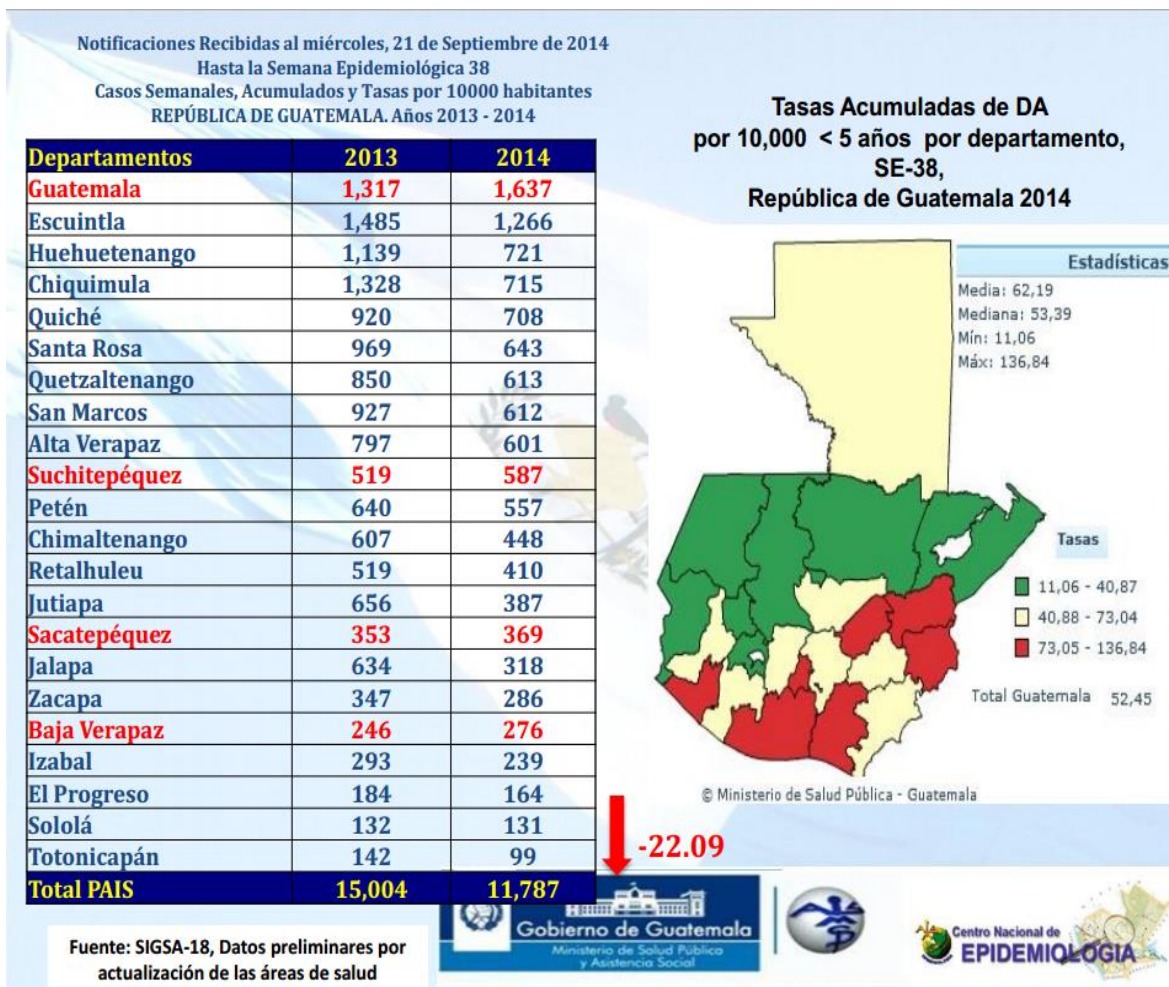 Notificaciones Recibidas al miércoles, 21 de Septiembre de 2014
Hasta la Semana Epidemiológica 38
Casos Semanales, Acumulados y Tasas por 10000 habitantes
REPÚBLICA DE GUATEMALA. Años 2013 - 2014
Departamentos 2013 2014
Guatemala 1,317 1,637
Escuintla 1,485 1,266
Huehuetenango 1,139 721
Chiquimula 1,328 715
Quiché 920 708
Santa Rosa 969 643
Quetzaltenango 850 613
San Marcos 927 612
Alta Verapaz 797 601
Suchitepéquez 519 587
Petén 640 557
Chimaltenango 607 448
Retalhuleu 519 410
Jutiapa 656 387
Sacatepéquez 353 369
Jalapa 634 318
Zacapa 347 286
Baja Verapaz 246 276
Izabal 293 239
El Progreso 184 164
Sololá 132 131
Totonicapán 142 99
Total PAIS 15,004 11,787
-22.09
Fuente: SIGSA-18, Datos preliminares por
actualización de las áreas de salud
Tasas Acumuladas de DA
por 10,000 < 5 años por departamento,
SE-38,
República de Guatemala 2014
Estadísticas
Media: 62,19
Mediana: 53,39
Mín: 11,06
Máx: 136,84
Tasas
11,06 - 40,87
40,88 - 73,04
73,05 - 136,84
Total Guatemala 52,45
© Ministerio de Salud Pública - Guatemala
Gobierno de Guatemala
Ministerio de Salud Pública
y Asistencia Social
Centro Nacional de
EPIDEMIOLOGIA